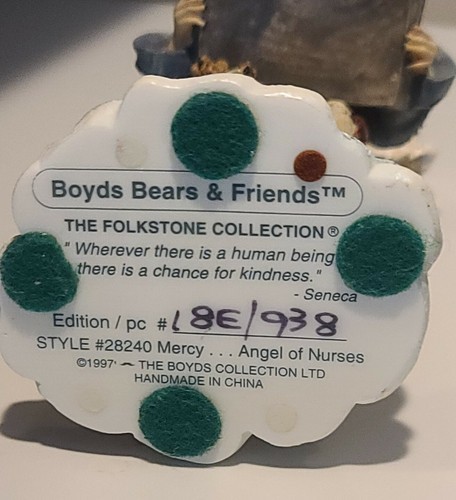 Boyds Bears & Friends™
THE FOLKSTONE COLLECTION®
"Wherever there is a human being
there is a chance for kindness."
- Seneca
Edition / pc # L8E/938
STYLE #28240 Mercy . . . Angel of Nurses
©1997 THE BOYDS COLLECTION LTD
HANDMADE IN CHINA